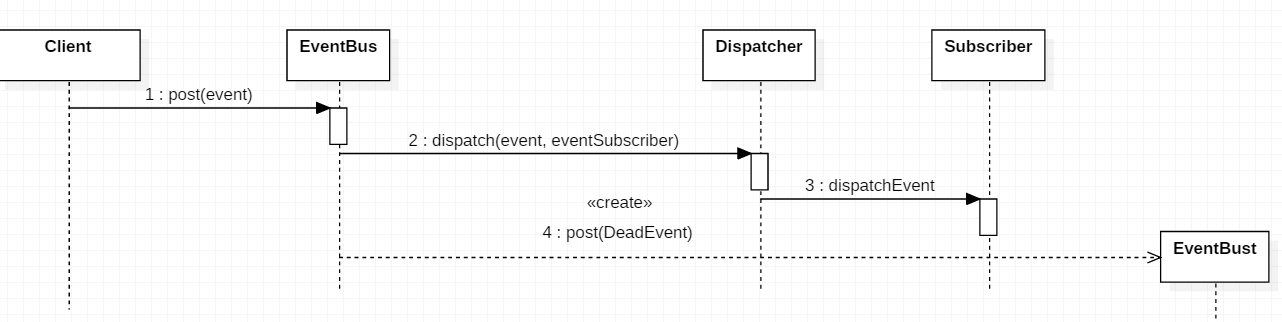 Client
EventBus
Dispatcher
Subscriber
1 : post(event)
2 : dispatch(event, eventSubscriber)
3 : dispatchEvent
«create»
4 : post(DeadEvent)
EventBust